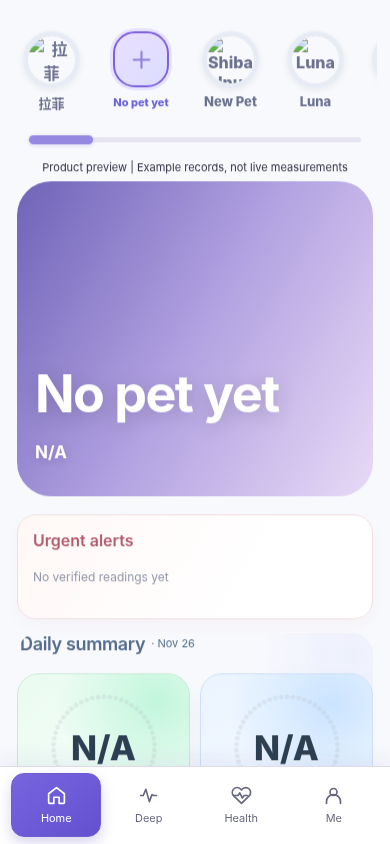 拉
菲
Shiba
Inu
Luna
拉菲
No pet yet
New Pet
Luna
Product preview | Example records, not live measurements
No pet yet
N/A
Urgent alerts
No verified readings yet
Daily summary · Nov 26
N/A
N/A
Home
Deep
Health
Me